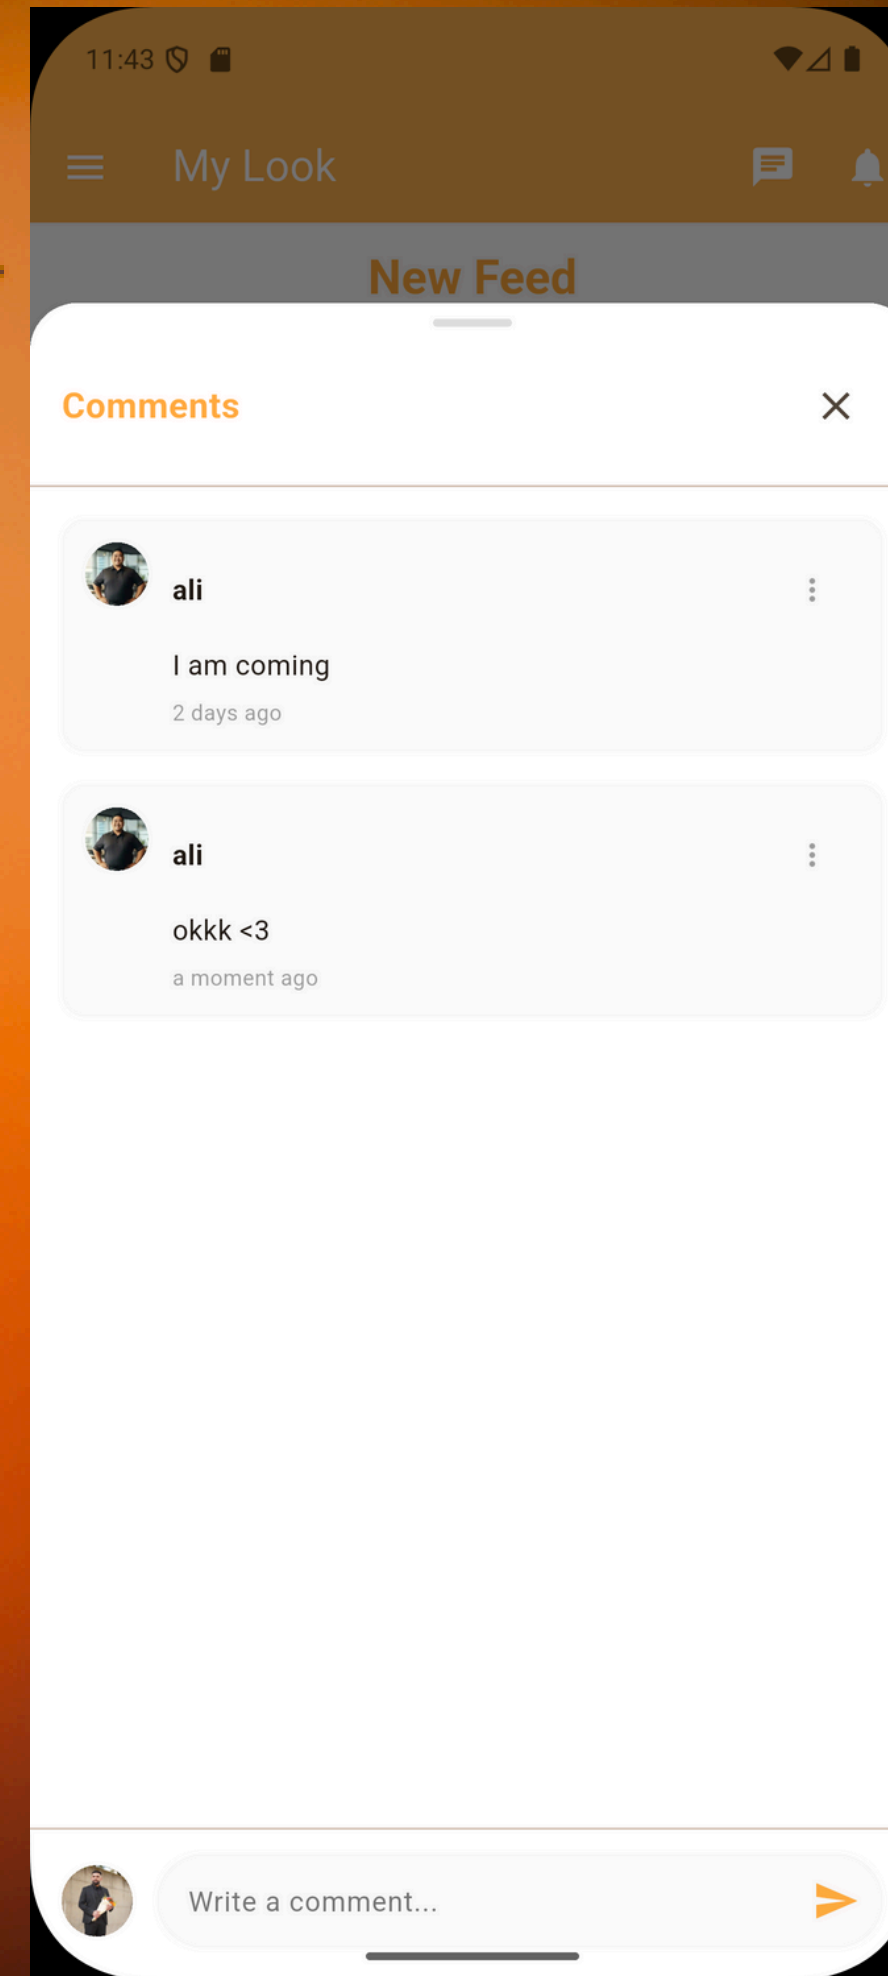 11:43
My Look
New Feed
Comments
ali
I am coming
2 days ago
ali
okkk <3
a moment ago
Write a comment...